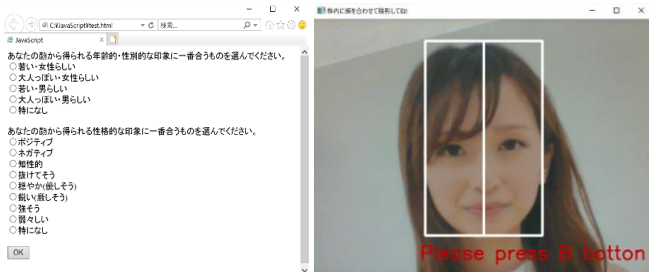 C:\JavaScript\test.html
検索...
JavaScript
あなたの顔から得られる年齢的・性別的な印象に一番合うものを選んでください。
若い・女性らしい
大人っぽい・女性らしい
若い・男らしい
大人っぽい・男らしい
特になし
あなたの顔から得られる性格的な印象に一番合うものを選んでください。
ポジティブ
ネガティブ
知性的
抜けてそう
穏やか(優しそう)
鋭い(厳しそう)
強そう
弱々しい
特になし
OK
枠内に顔を合わせて撮影してね!
Please press B botton